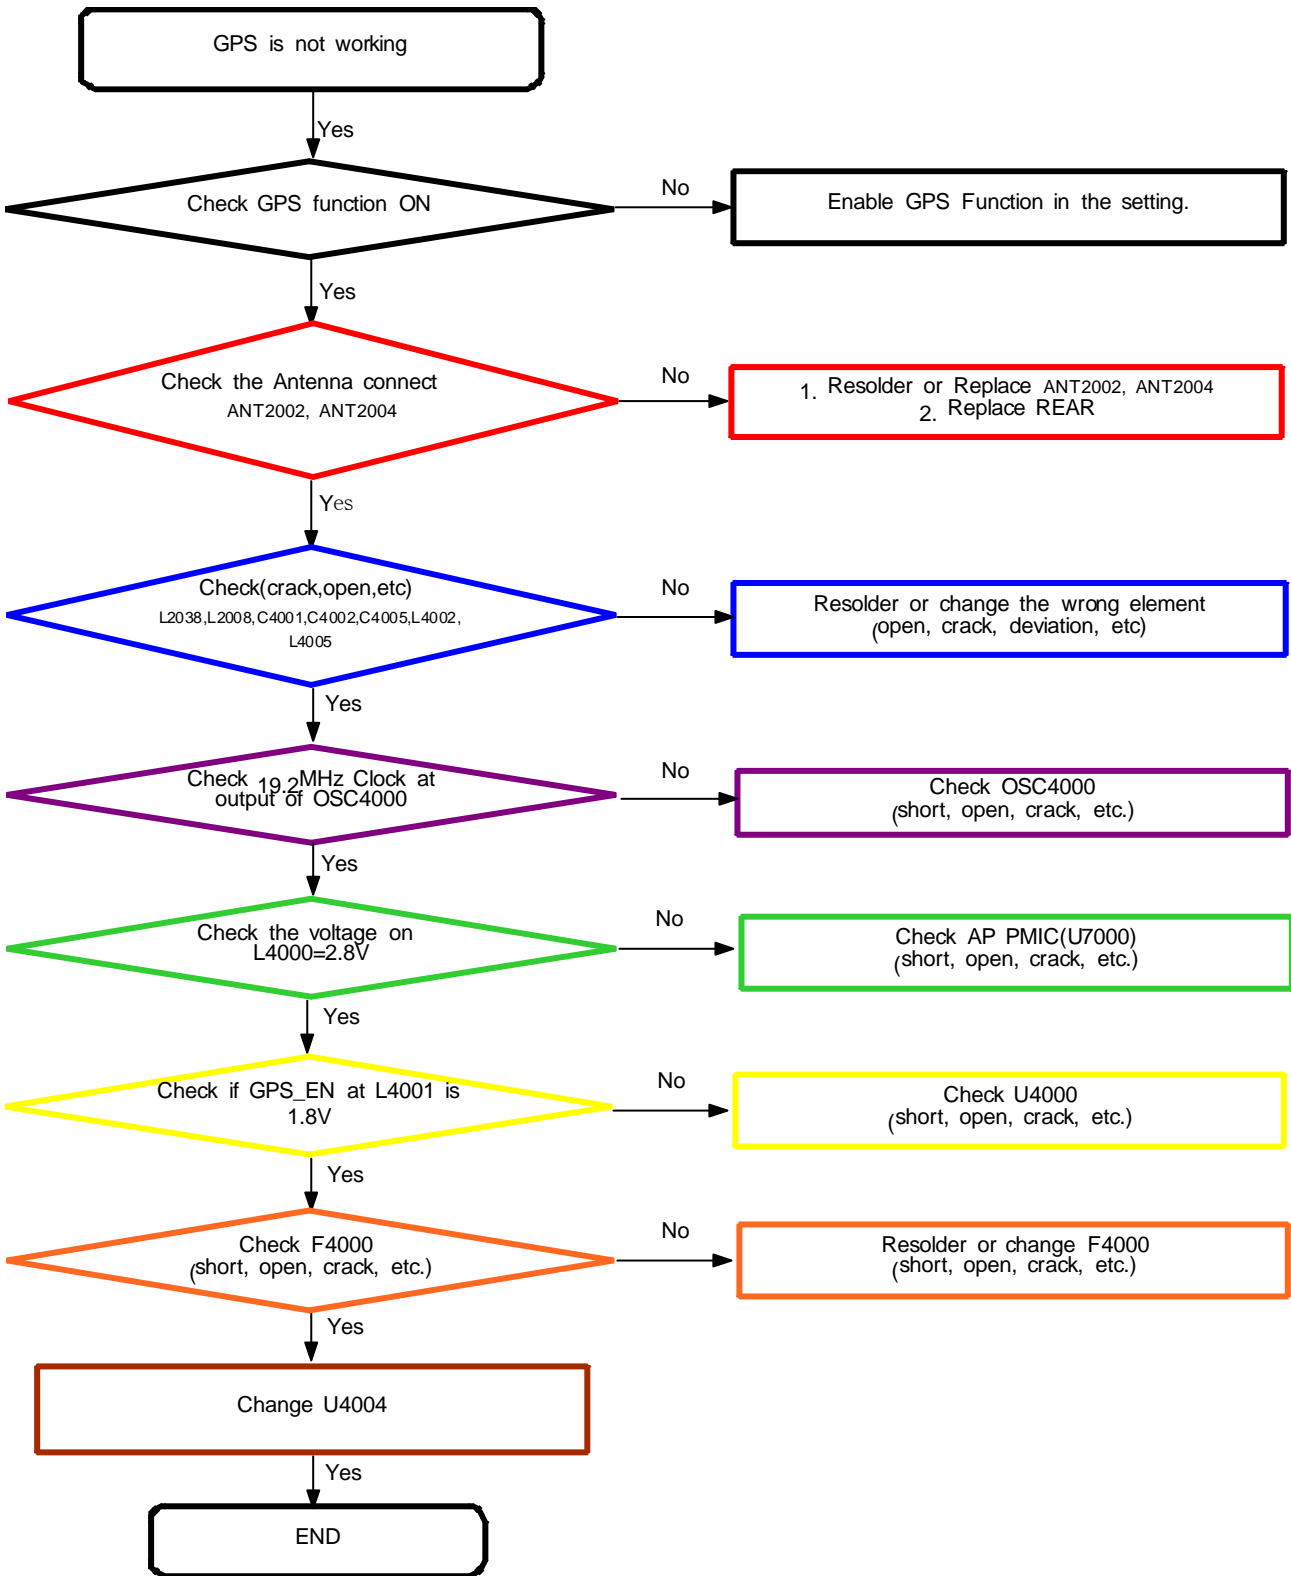 GPS is not working
Yes
Check GPS function ON
No
Enable GPS Function in the setting.
Yes
Check the Antenna connect
ANT2002, ANT2004
No
1. Resolder or Replace ANT2002, ANT2004
2. Replace REAR
Yes
Check(crack,open,etc)
L2038,L2008,C4001,C4002,C4005,L4002,
L4005
No
Resolder or change the wrong element
(open, crack, deviation, etc)
Yes
Check 19.2MHz Clock at
output of OSC4000
No
Check OSC4000
(short, open, crack, etc.)
Yes
Check the voltage on
L4000=2.8V
No
Check AP PMIC(U7000)
(short, open, crack, etc.)
Yes
Check if GPS_EN at L4001 is
1.8V
No
Check U4000
(short, open, crack, etc.)
Yes
Check F4000
(short, open, crack, etc.)
No
Resolder or change F4000
(short, open, crack, etc.)
Yes
Change U4004
Yes
END